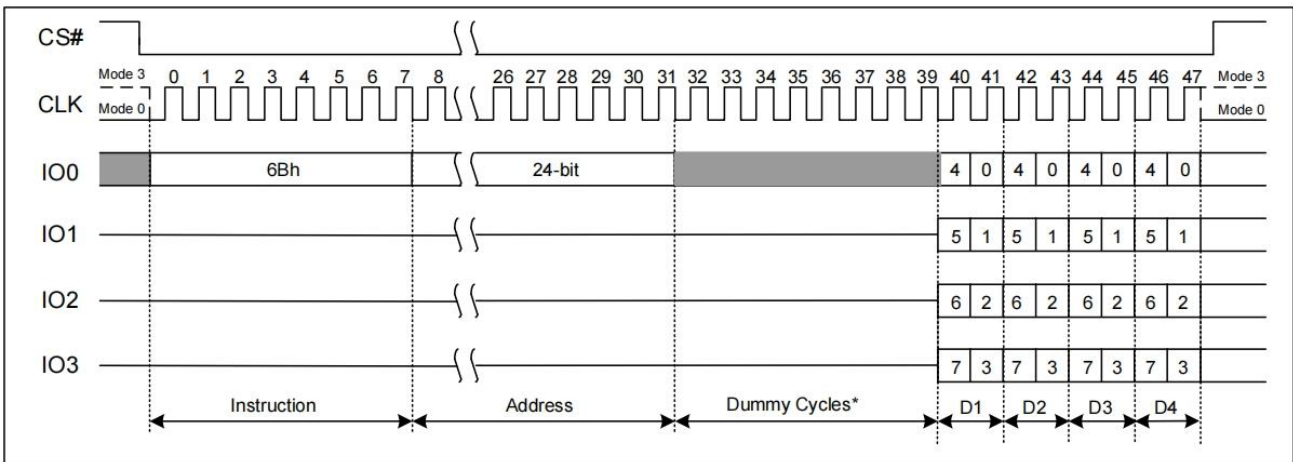 CS#
Mode 3 0 1 2 3 4 5 6 7 8 26 27 28 29 30 31 32 33 34 35 36 37 38 39 40 41 42 43 44 45 46 47 Mode 3
CLK Mode 0 Mode 0
IO0 6Bh 24-bit 4 0 4 0 4 0 4 0
IO1 5 1 5 1 5 1 5 1
IO2 6 2 6 2 6 2 6 2
IO3 7 3 7 3 7 3 7 3
Instruction Address Dummy Cycles* D1 D2 D3 D4